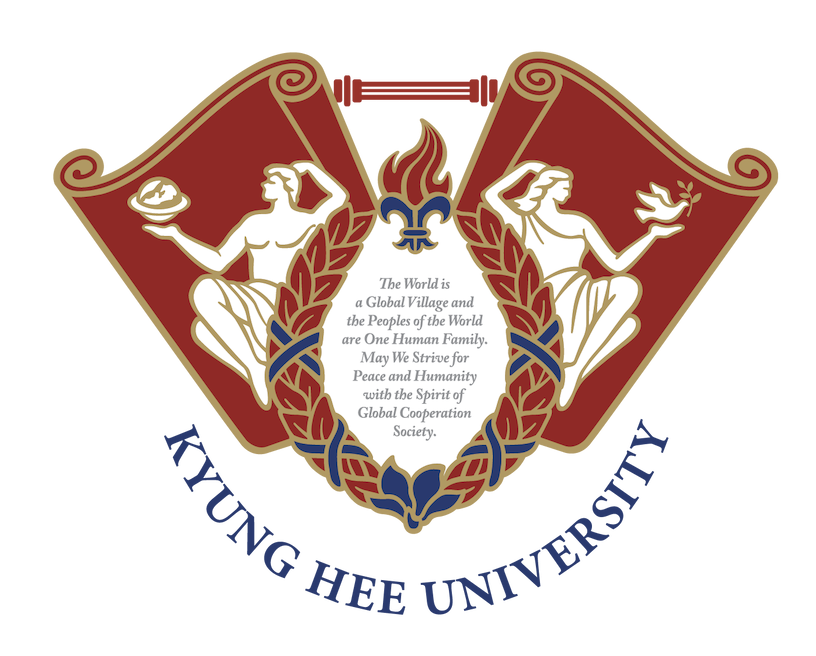 The World is
a Global Village and
the Peoples of the World
are One Human Family.
May We Strive for
Peace and Humanity
with the Spirit of
Global Cooperation
Society.
KYUNG HEE UNIVERSITY